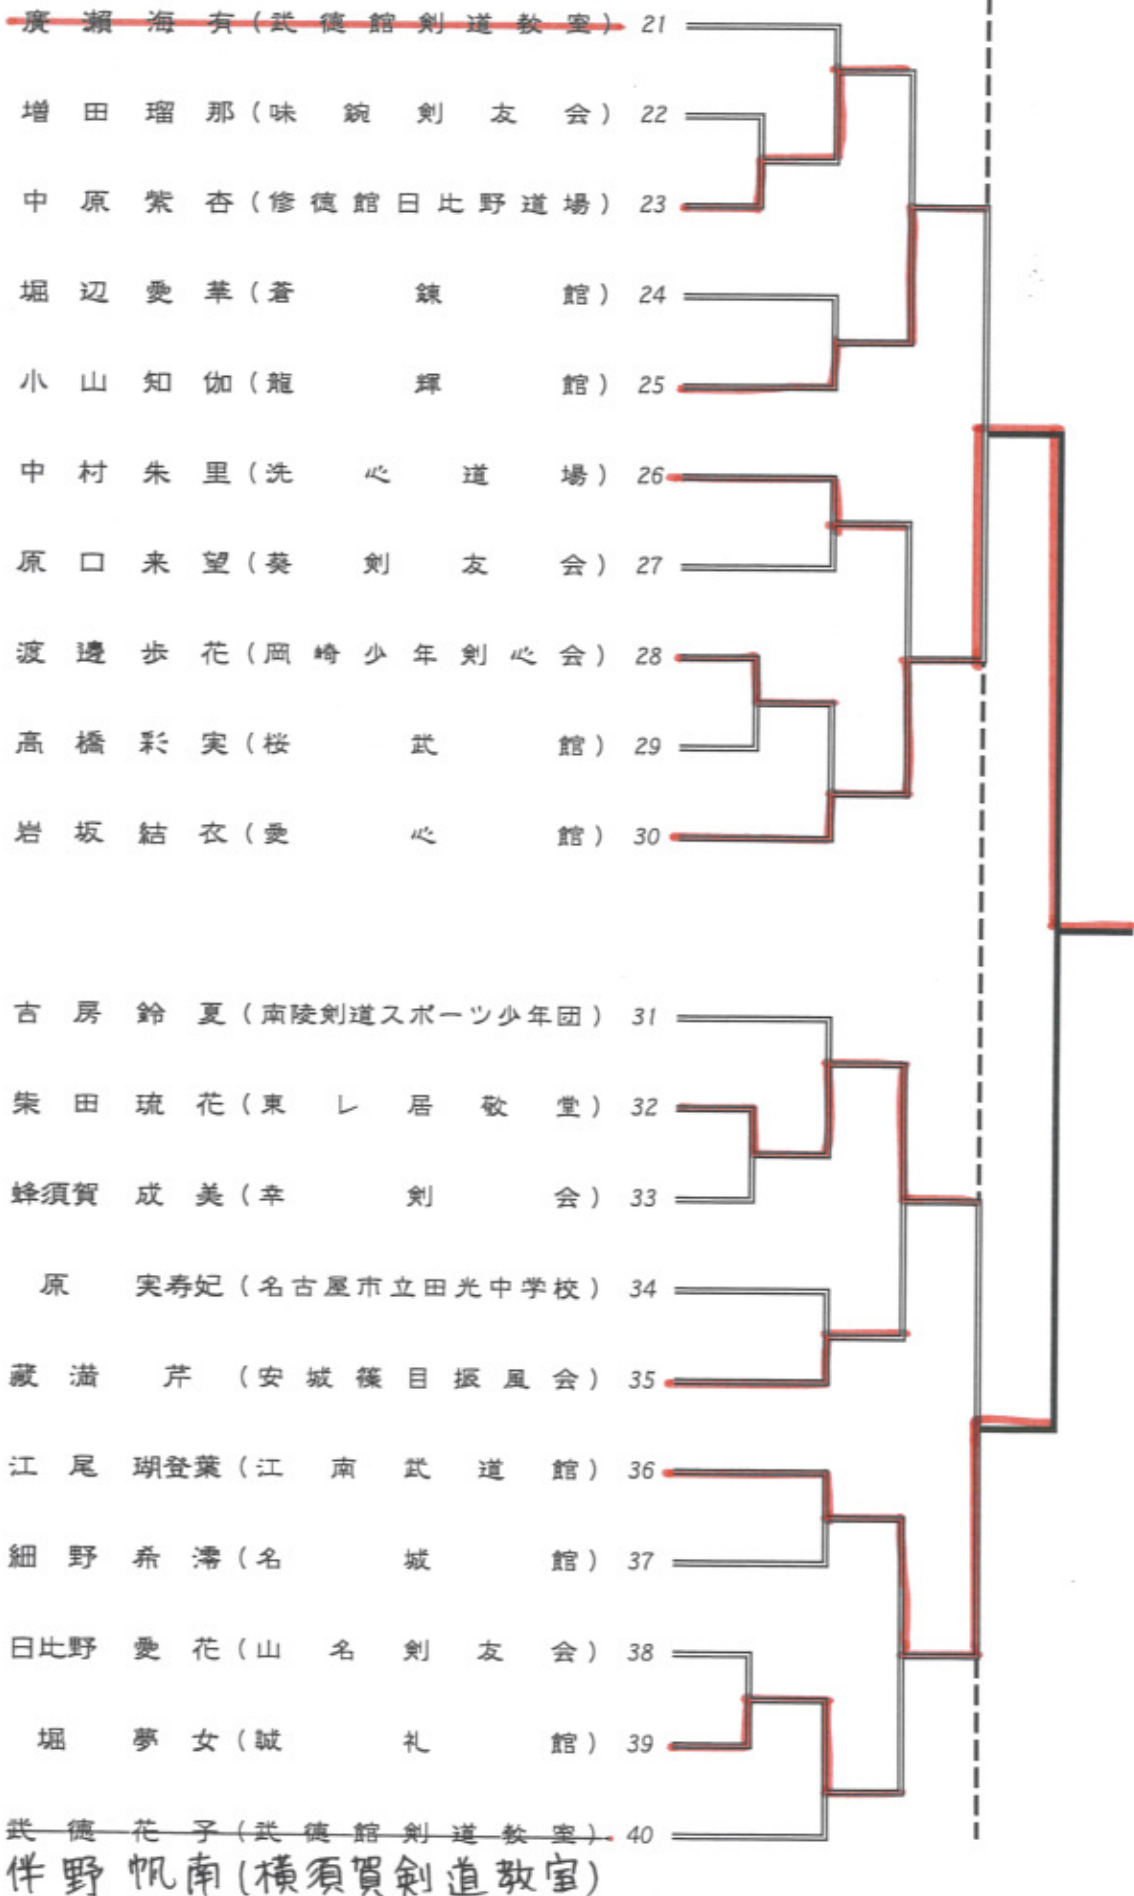 廣瀬海有(武徳館剣道教室) 21
増田瑠那(味鋺剣友会) 22
中原紫杏(修徳館日比野道場) 23
堀辺愛華(蒼錬館) 24
小山知伽(龍輝館) 25
中村朱里(洗心道場) 26
原口来望(葵剣友会) 27
渡邊歩花(岡崎少年剣心会) 28
高橋彩実(桜武館) 29
岩坂結衣(愛心館) 30
吉房鈴夏(南陵剣道スポーツ少年団) 31
柴田琉花(東レ居敬堂) 32
蜂須賀成美(幸剣会) 33
原実寿妃(名古屋市立田光中学校) 34
蔵満芹(安城篠目振風会) 35
江尾瑚登葉(江南武道館) 36
細野希澪(名城館) 37
日比野愛花(山名剣友会) 38
堀夢女(誠礼館) 39
武徳花子(武徳館剣道教室) 40
伴野帆南(横須賀剣道教室)